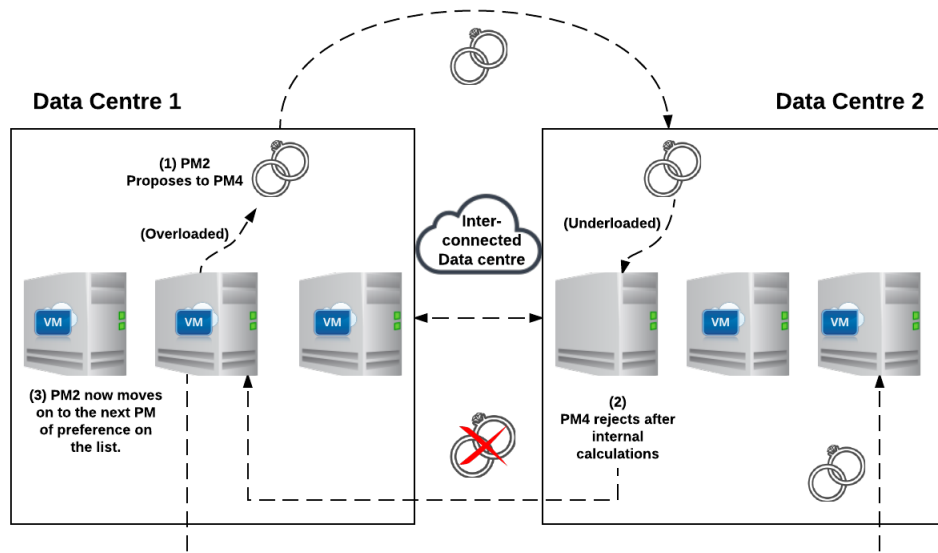 Data Centre 1
Data Centre 2
(1) PM2
Proposes to PM4
(Overloaded)
Inter-
connected
Data centre
(Underloaded)
VM
VM
VM
VM
VM
(3) PM2 now moves
on to the next PM
of preference on
the list.
(2)
PM4 rejects after
internal
calculations